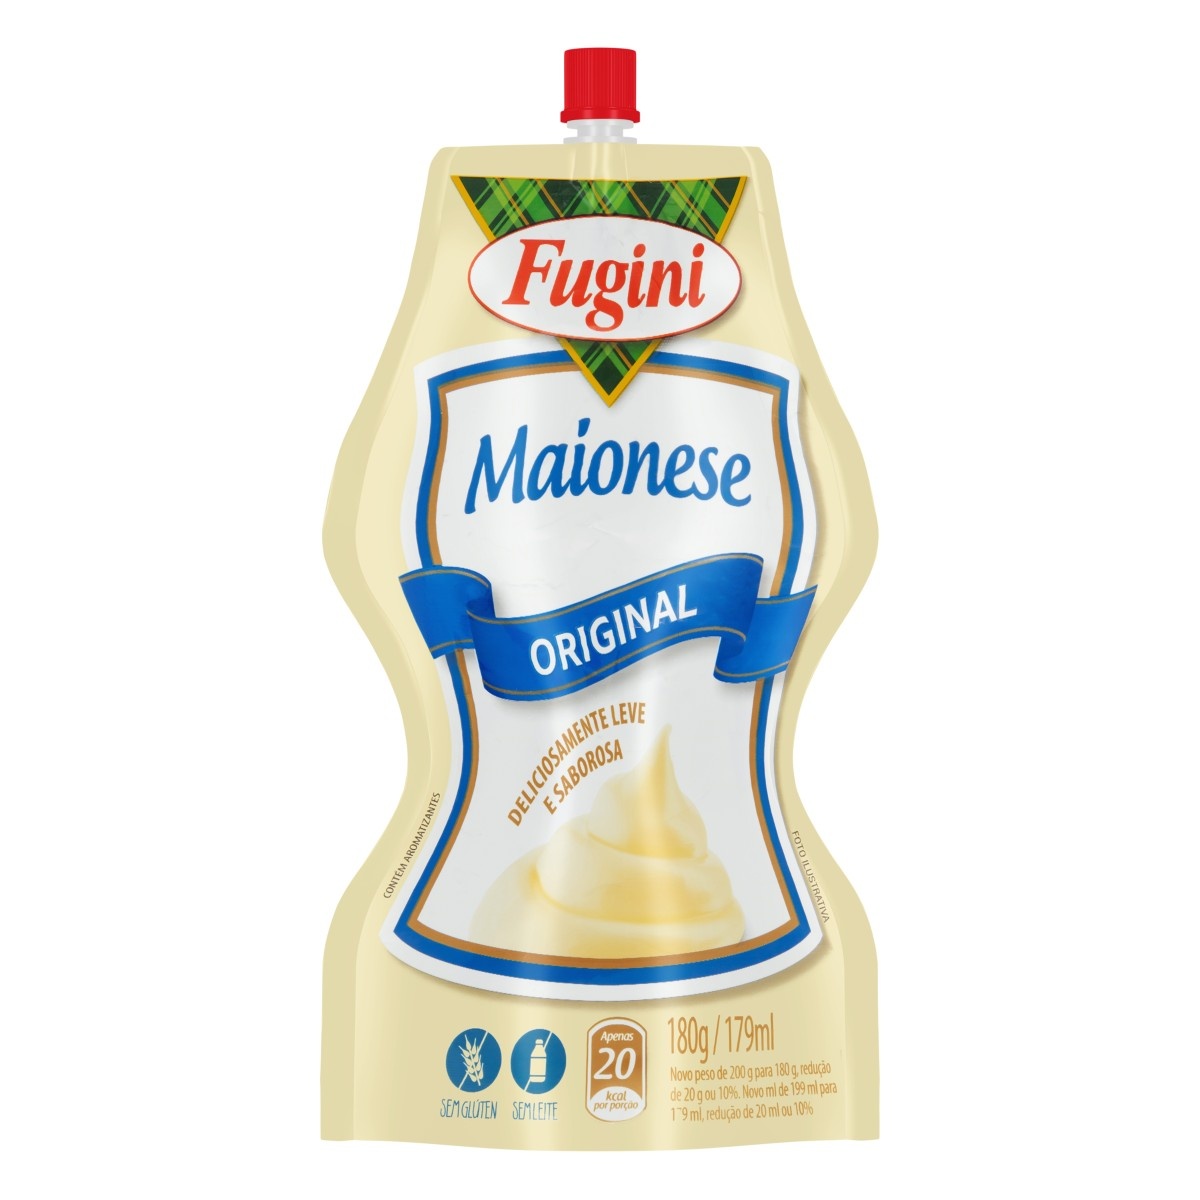 Fugini
Maionese
ORIGINAL
DELICIOSAMENTE LEVE
E SABOROSA
CONTÉM AROMATIZANTES
FOTO ILUSTRATIVA
SEM GLÚTEN
SEM LEITE
Apenas
20
kcal
por porção
180g / 179ml
Novo peso de 200 g para 180 g, redução
de 20 g ou 10%. Novo ml de 199 ml para
179 ml, redução de 20 ml ou 10%